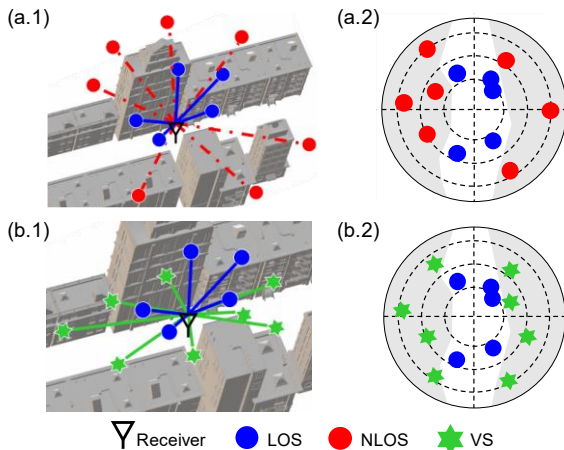 (a.1)
(a.2)
(b.1)
(b.2)
Receiver
LOS
NLOS
VS